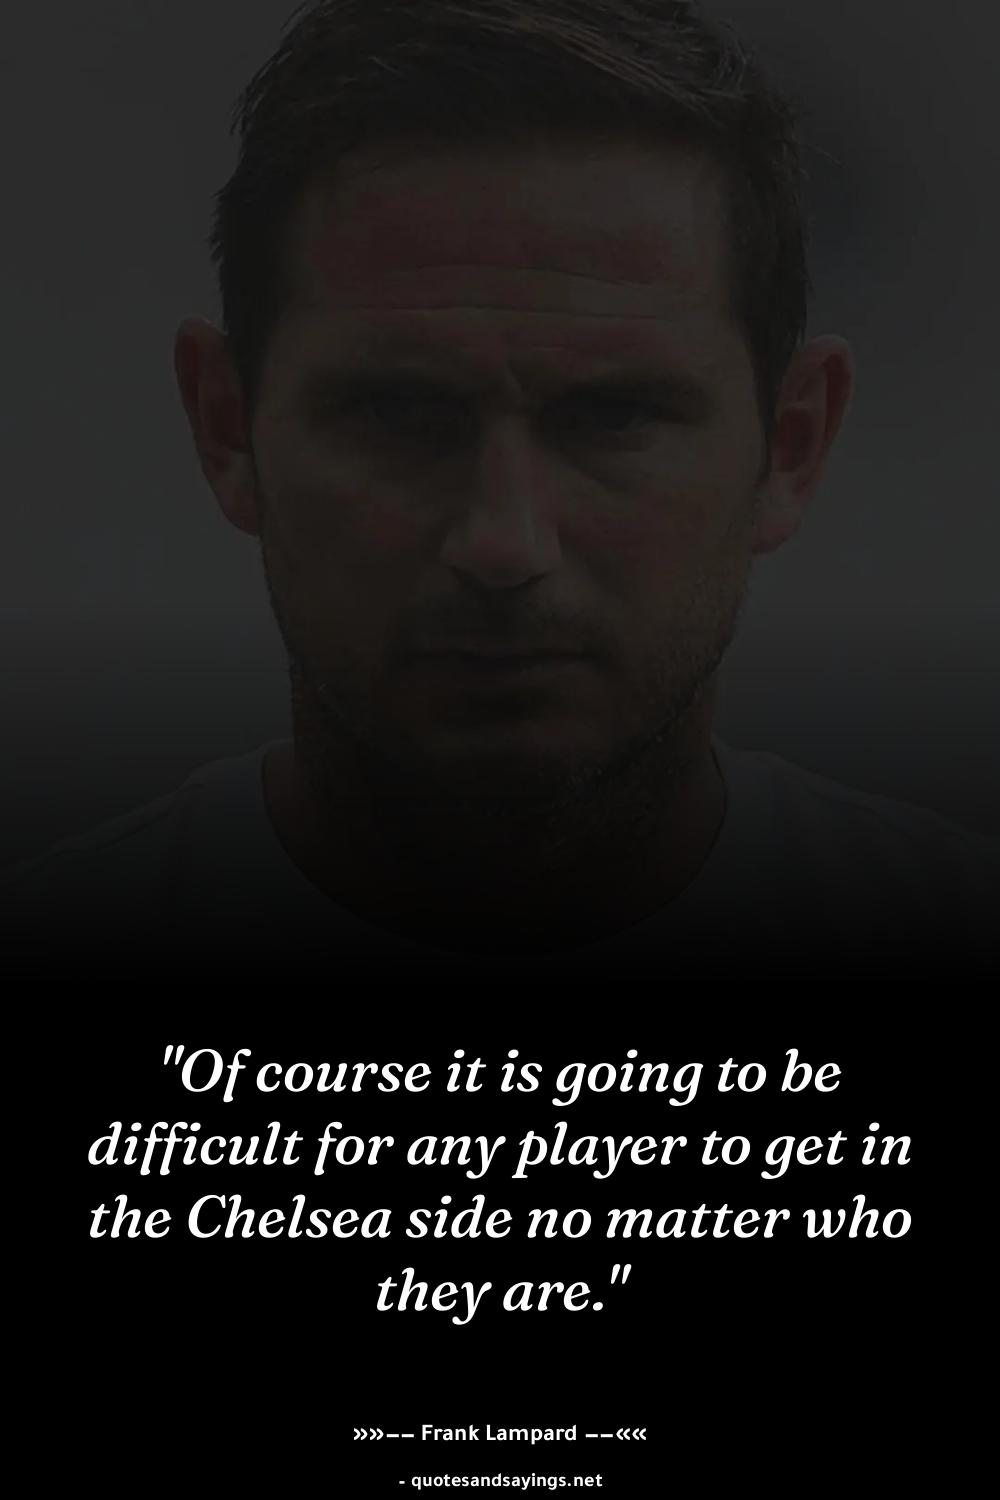 "Of course it is going to be
difficult for any player to get in
the Chelsea side no matter who
they are."
»»−− Frank Lampard −−««
- quotesandsayings.net